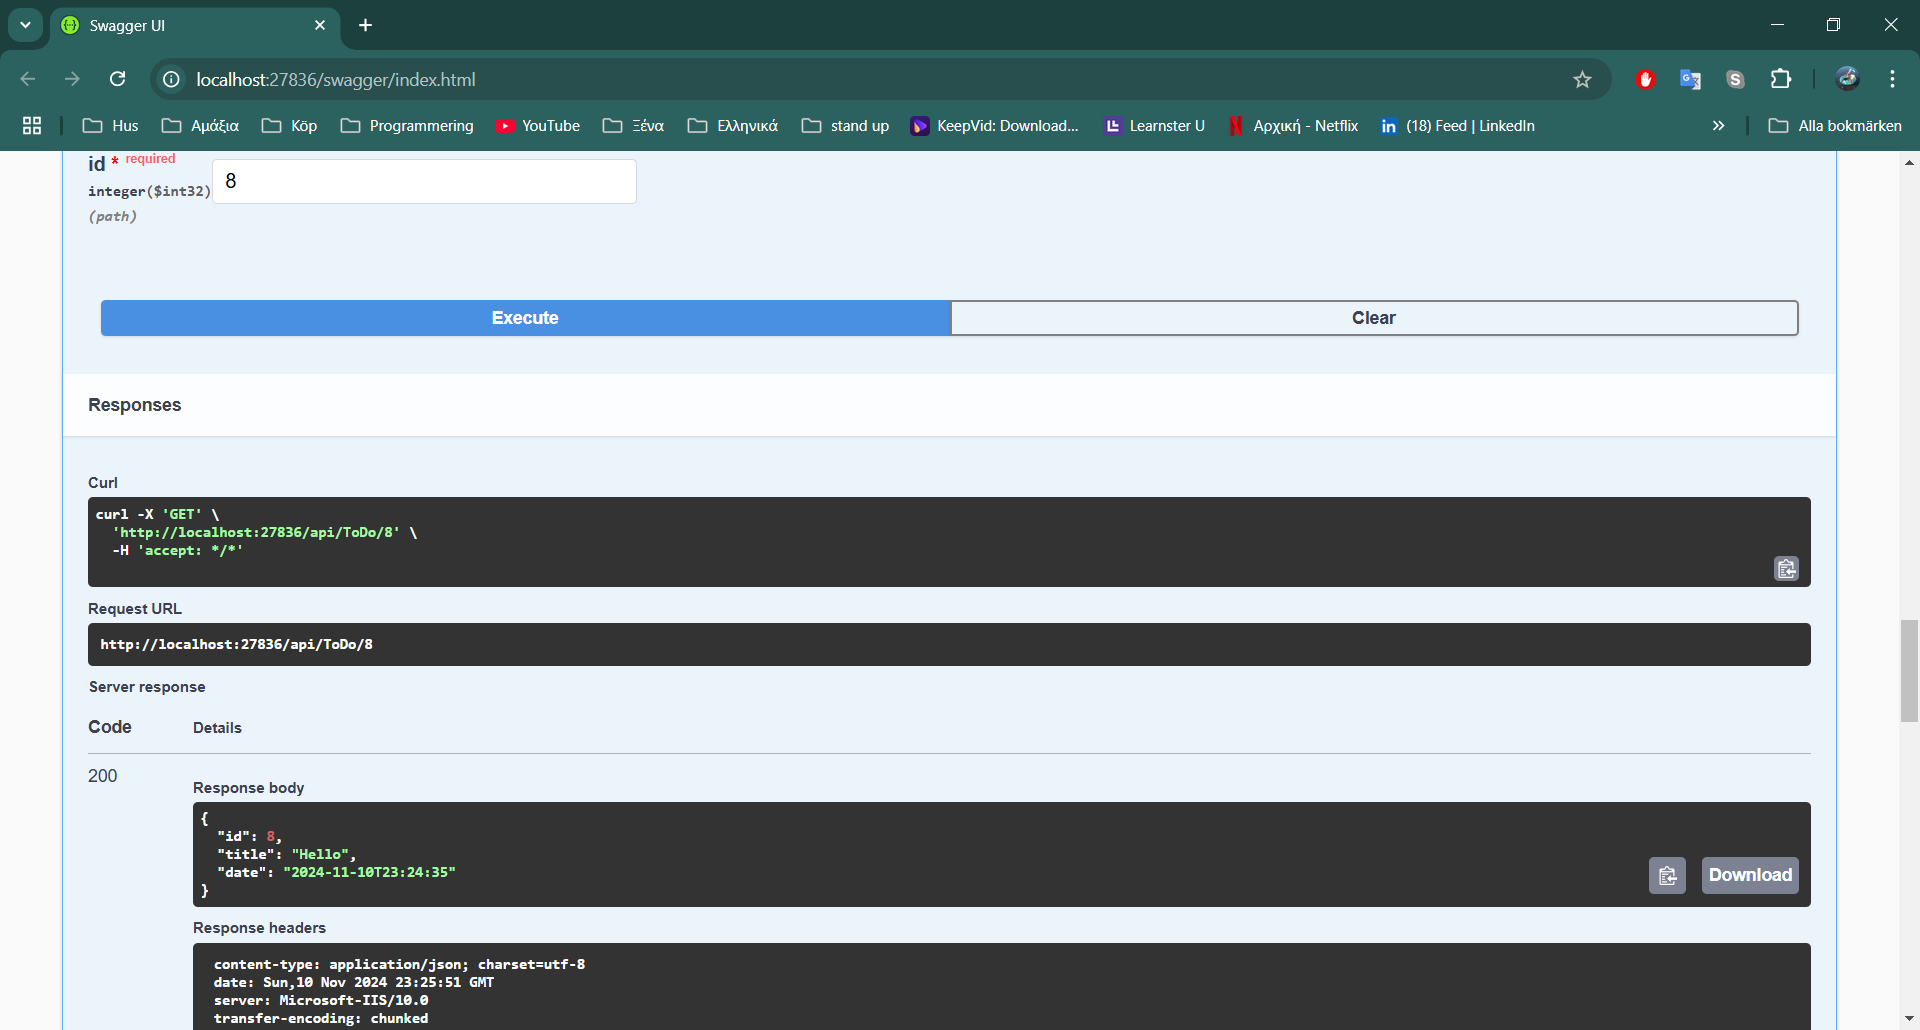 Swagger UI
localhost:27836/swagger/index.html
Hus
Αμάξια
Köp
Programmering
YouTube
Ξένα
Ελληνικά
stand up
KeepVid: Download...
Learnster U
Αρχική - Netflix
(18) Feed | LinkedIn
Alla bokmärken
id * required
8
integer($int32)
(path)
Execute
Clear
Responses
Curl
curl -X 'GET' \
'http://localhost:27836/api/ToDo/8' \
-H 'accept: */*'
Request URL
http://localhost:27836/api/ToDo/8
Server response
Code Details
200
Response body
{
"id": 8,
"title": "Hello",
"date": "2024-11-10T23:24:35"
}
Download
Response headers
content-type: application/json; charset=utf-8
date: Sun,10 Nov 2024 23:25:51 GMT
server: Microsoft-IIS/10.0
transfer-encoding: chunked